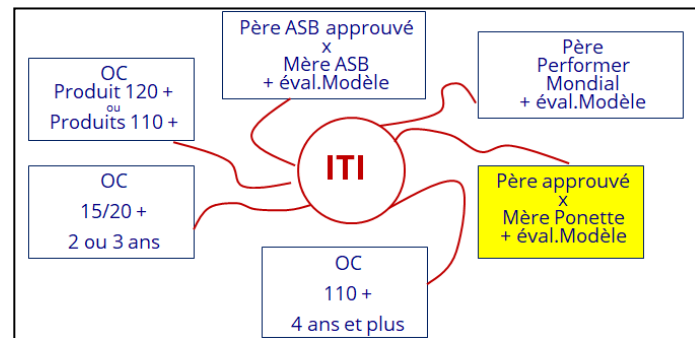 Père ASB approuvé
x
Mère ASB
+ éval.Modèle
Père
Performer
Mondial
+ éval.Modèle
OC
Produit 120 +
ou
Produits 110 +
ITI
OC
15/20 +
2 ou 3 ans
Père approuvé
x
Mère Ponette
+ éval.Modèle
OC
110 +
4 ans et plus